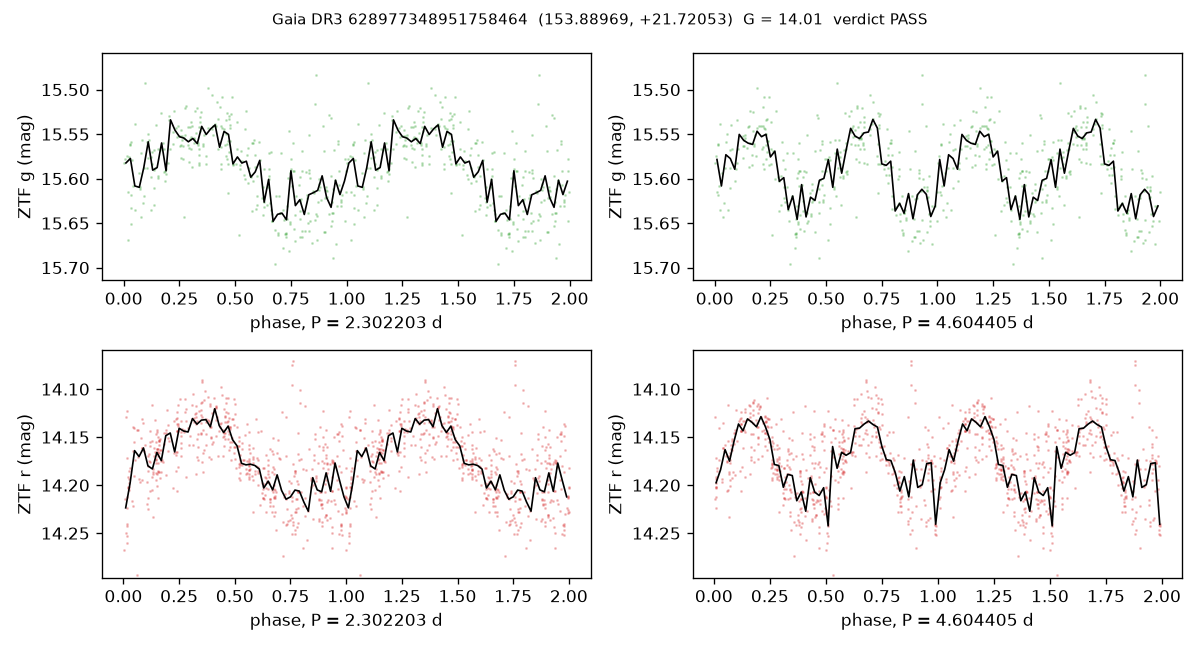 Gaia DR3 628977348951758464 (153.88969, +21.72053) G = 14.01 verdict PASS
ZTF g (mag)
15.50
15.55
15.60
15.65
15.70
0.00 0.25 0.50 0.75 1.00 1.25 1.50 1.75 2.00
phase, P = 2.302203 d
ZTF g (mag)
15.50
15.55
15.60
15.65
15.70
0.00 0.25 0.50 0.75 1.00 1.25 1.50 1.75 2.00
phase, P = 4.604405 d
ZTF r (mag)
14.10
14.15
14.20
14.25
0.00 0.25 0.50 0.75 1.00 1.25 1.50 1.75 2.00
phase, P = 2.302203 d
ZTF r (mag)
14.10
14.15
14.20
14.25
0.00 0.25 0.50 0.75 1.00 1.25 1.50 1.75 2.00
phase, P = 4.604405 d